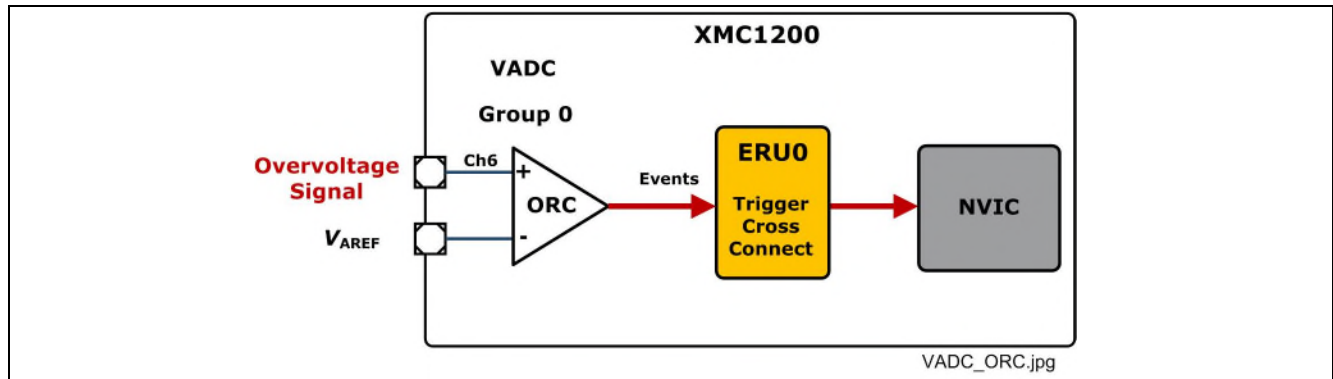 XMC1200
VADC
Group 0
Overvoltage
Signal
Ch6
+
ORC
-
VAREF
Events
ERU0
Trigger
Cross
Connect
NVIC
VADC_ORC.jpg